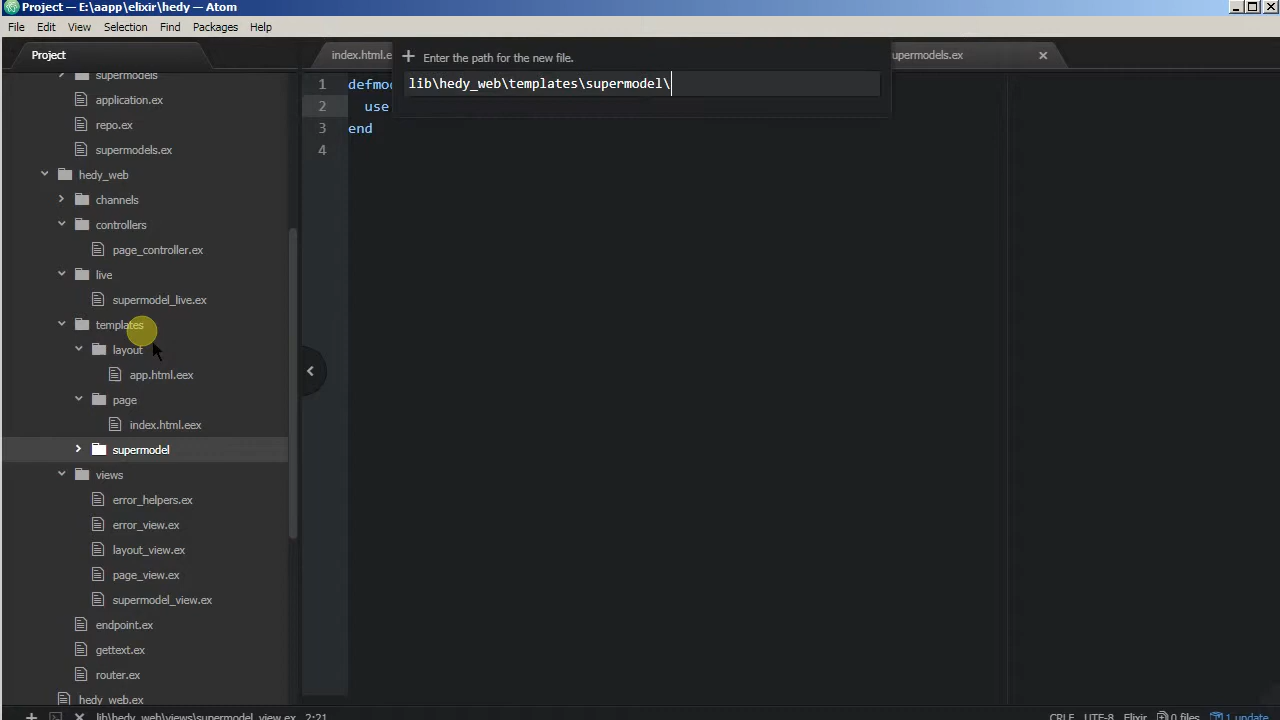 Project — E:\aapp\elixir\hedy — Atom
File Edit View Selection Find Packages Help
Project
index.html.e
upermodels.ex
Enter the path for the new file.
lib\hedy_web\templates\supermodel\
supermodels
application.ex
repo.ex
supermodels.ex
hedy_web
channels
controllers
page_controller.ex
live
supermodel_live.ex
templates
layout
app.html.eex
page
index.html.eex
supermodel
views
error_helpers.ex
error_view.ex
layout_view.ex
page_view.ex
supermodel_view.ex
endpoint.ex
gettext.ex
router.ex
hedy_web.ex
1 defmo
2 use
3 end
4
lib\hedy_web\views\supermodel_view.ex 2:21 CRLF UTF-8 Elixir 0 files 1 update